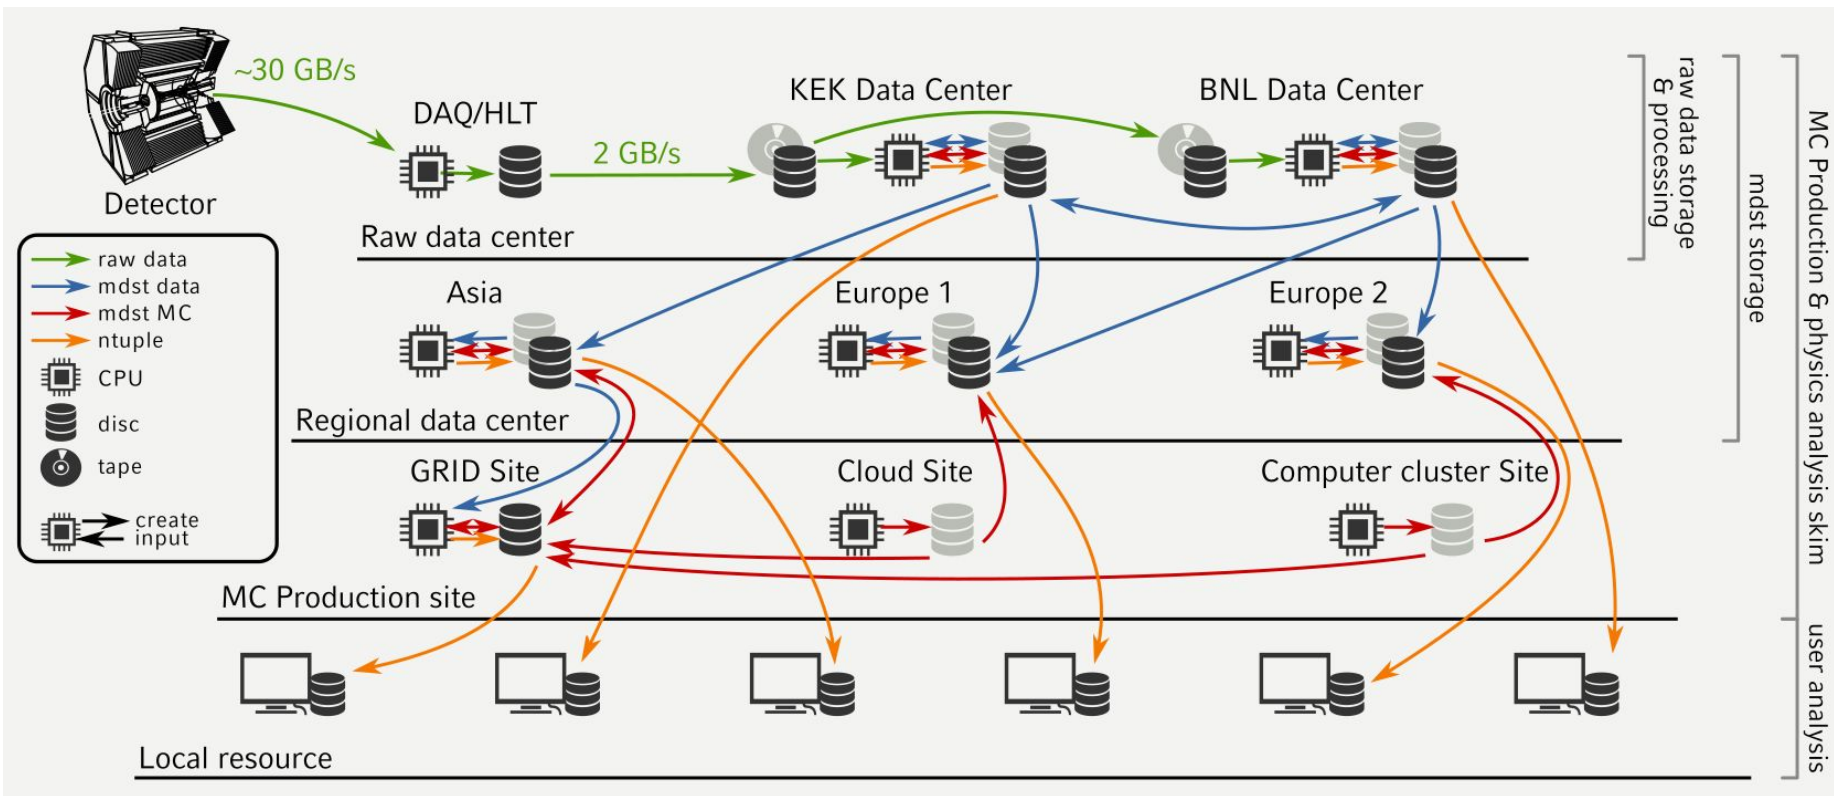 ~30 GB/s
DAQ/HLT
2 GB/s
KEK Data Center
BNL Data Center
Detector
raw data
mdst data
mdst MC
ntuple
CPU
disc
tape
create
input
Raw data center
Asia
Europe 1
Europe 2
Regional data center
GRID Site
Cloud Site
Computer cluster Site
MC Production site
Local resource
raw data storage
& processing
mdst storage
MC Production & physics analysis skim
user analysis